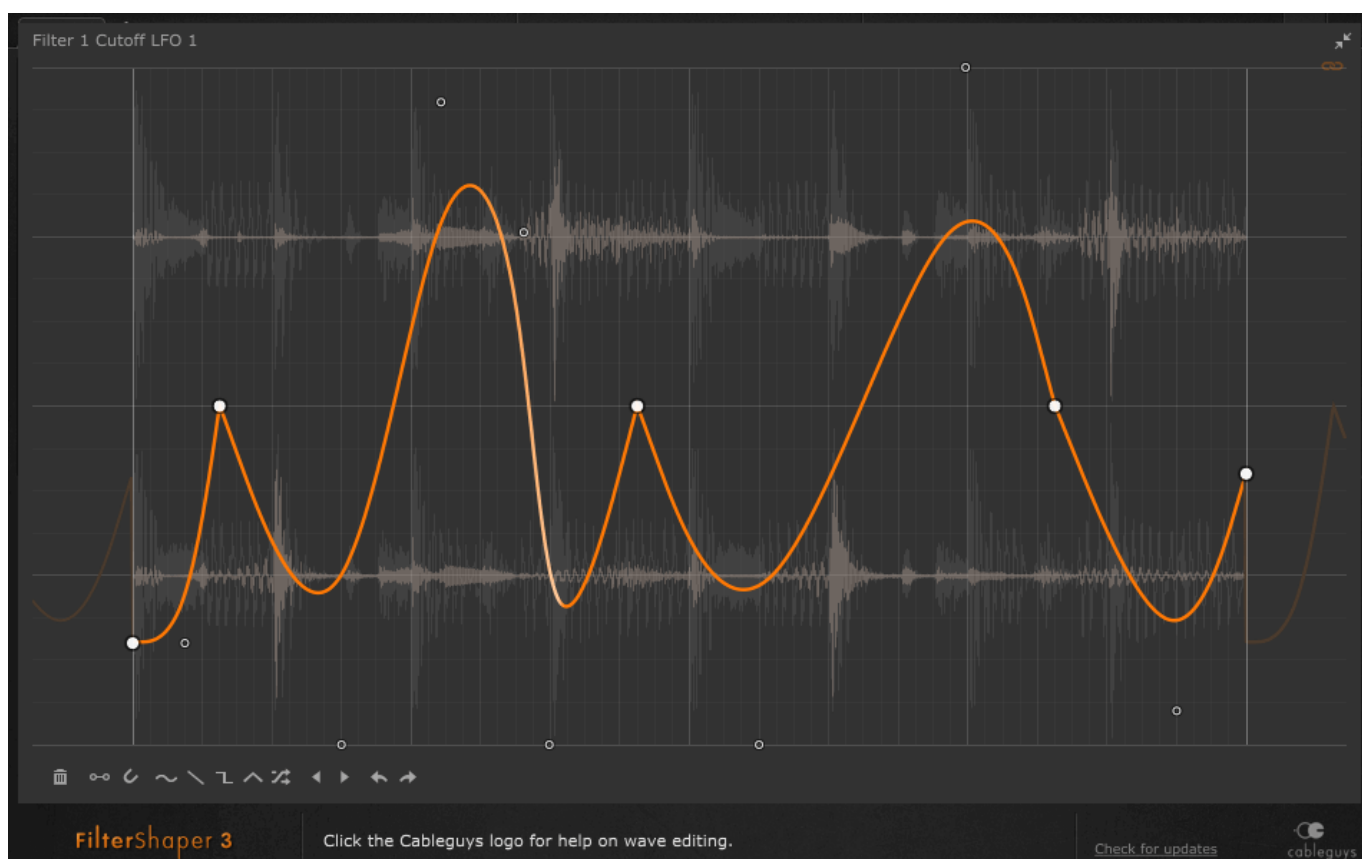 Filter 1 Cutoff LFO 1
FilterShaper 3
Click the Cableguys logo for help on wave editing.
Check for updates
cableguys